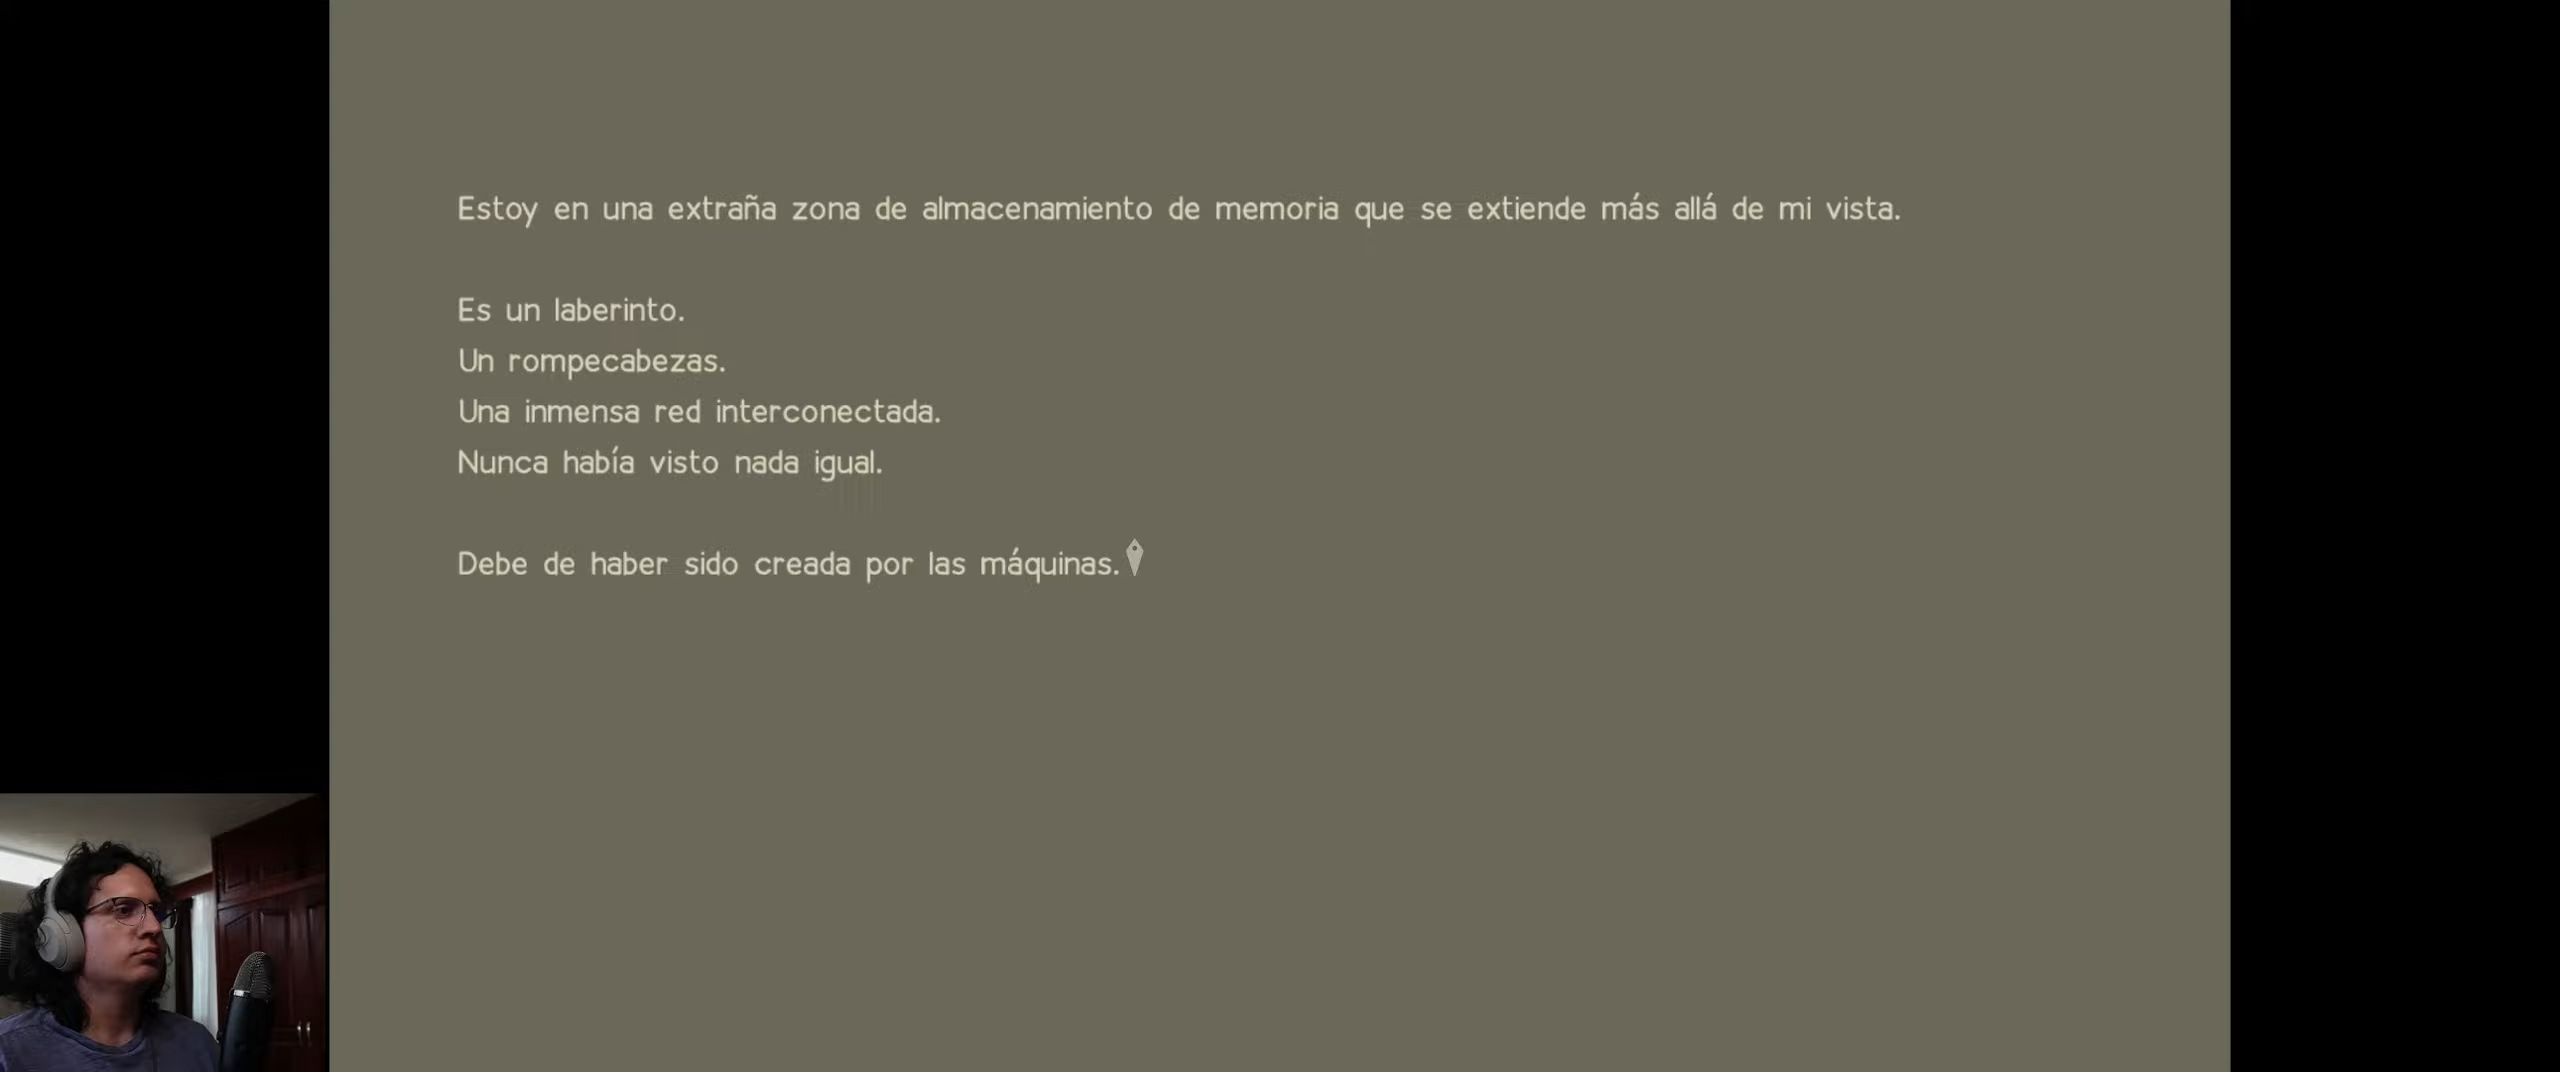 Estoy en una extraña zona de almacenamiento de memoria que se extiende más allá de mi vista.
Es un laberinto.
Un rompecabezas.
Una inmensa red interconectada.
Nunca había visto nada igual.
Debe de haber sido creada por las máquinas.